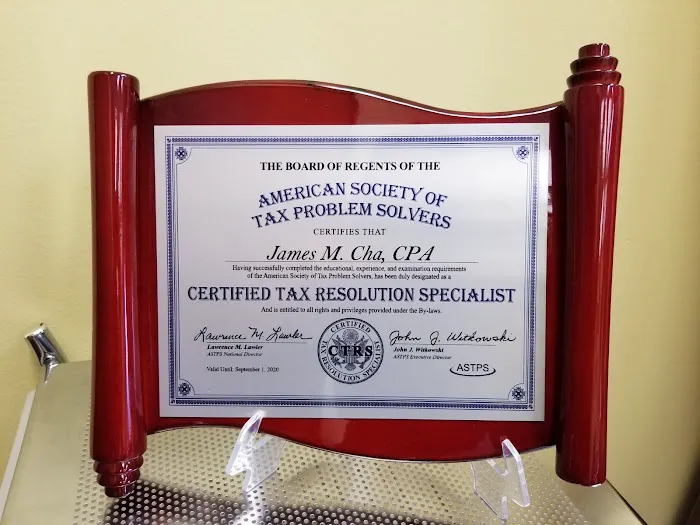 THE BOARD OF REGENTS OF THE
AMERICAN SOCIETY OF
TAX PROBLEM SOLVERS
CERTIFIES THAT
James M. Cha, CPA
Having successfully completed the educational, experience, and examination requirements
of the American Society of Tax Problem Solvers, has been duly designated as a
CERTIFIED TAX RESOLUTION SPECIALIST
And is entitled to all rights and privileges provided under the By-laws.
Lawrence M Lawler
Lawrence M. Lawler
ASTPS National Director
Valid Until: September 1, 2020
CERTIFIED
CTRS
TAX RESOLUTION SPECIALIST
John J. Witkowski
John J. Witkowski
ASTPS Executive Director
ASTPS